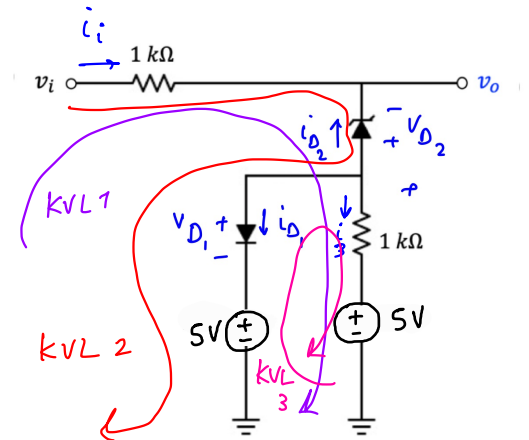 i_i
1 kΩ
v_i
v_o
i_D2
- V_D2 +
KVL 1
V_D1 + -
i_D1
i_3
1 kΩ
+
KVL 2
5V + -
+ - 5V
KVL 3